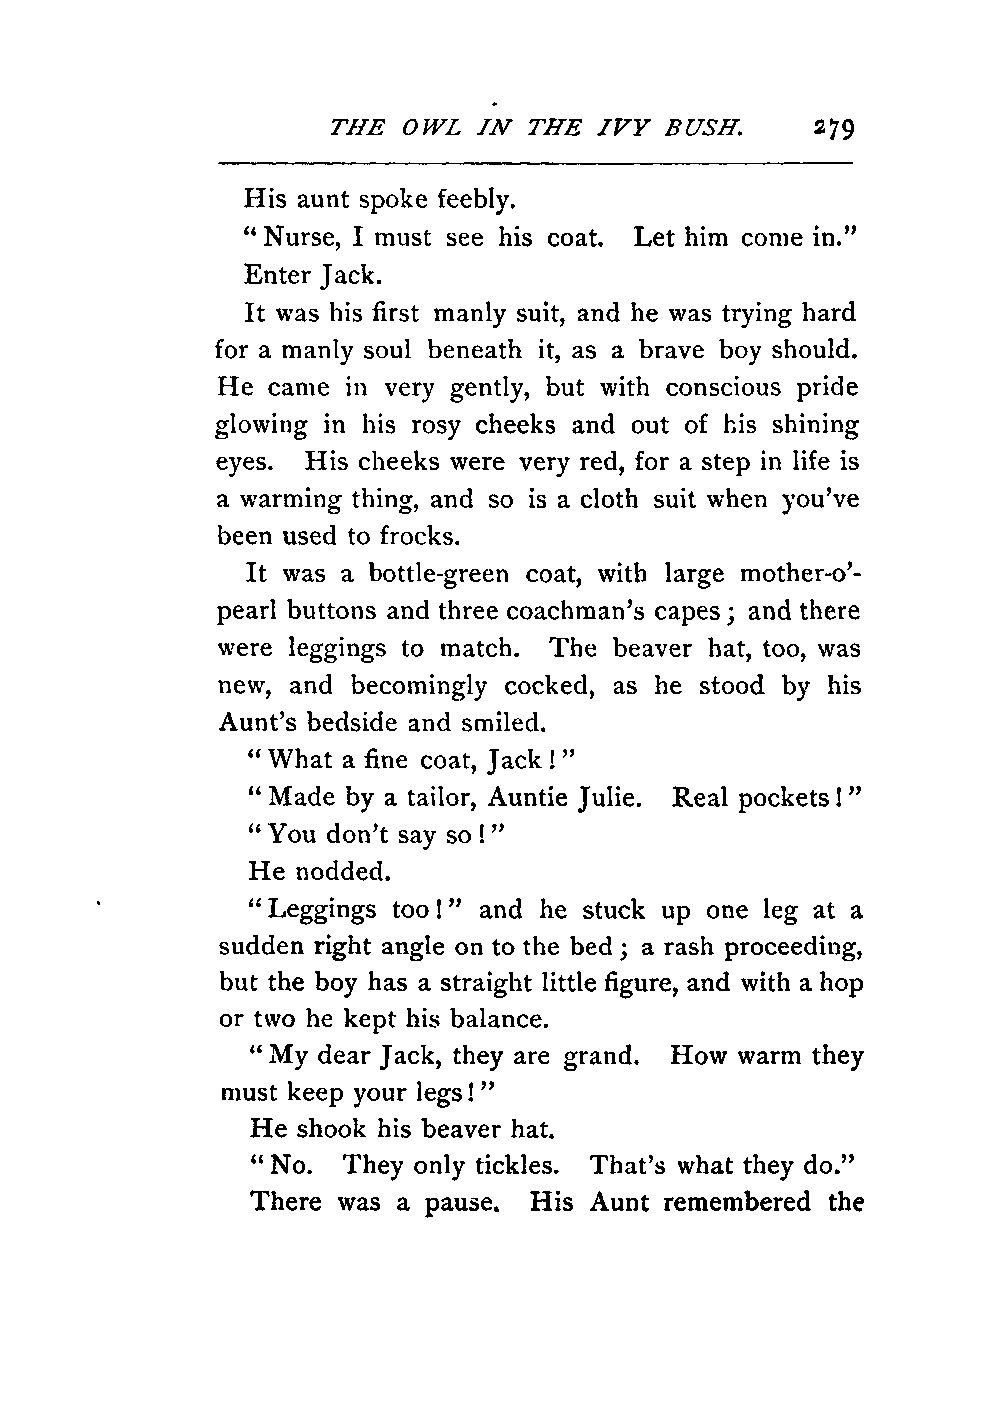 THE OWL IN THE IVY BUSH. 279
His aunt spoke feebly.
“Nurse, I must see his coat. Let him come in.”
Enter Jack.
It was his first manly suit, and he was trying hard
for a manly soul beneath it, as a brave boy should.
He came in very gently, but with conscious pride
glowing in his rosy cheeks and out of his shining
eyes. His cheeks were very red, for a step in life is
a warming thing, and so is a cloth suit when you've
been used to frocks.
It was a bottle-green coat, with large mother-o'-
pearl buttons and three coachman's capes; and there
were leggings to match. The beaver hat, too, was
new, and becomingly cocked, as he stood by his
Aunt's bedside and smiled.
“What a fine coat, Jack!”
“Made by a tailor, Auntie Julie. Real pockets!”
“You don't say so!”
He nodded.
“Leggings too!” and he stuck up one leg at a
sudden right angle on to the bed; a rash proceeding,
but the boy has a straight little figure, and with a hop
or two he kept his balance.
“My dear Jack, they are grand. How warm they
must keep your legs!”
He shook his beaver hat.
“No. They only tickles. That's what they do.”
There was a pause. His Aunt remembered the